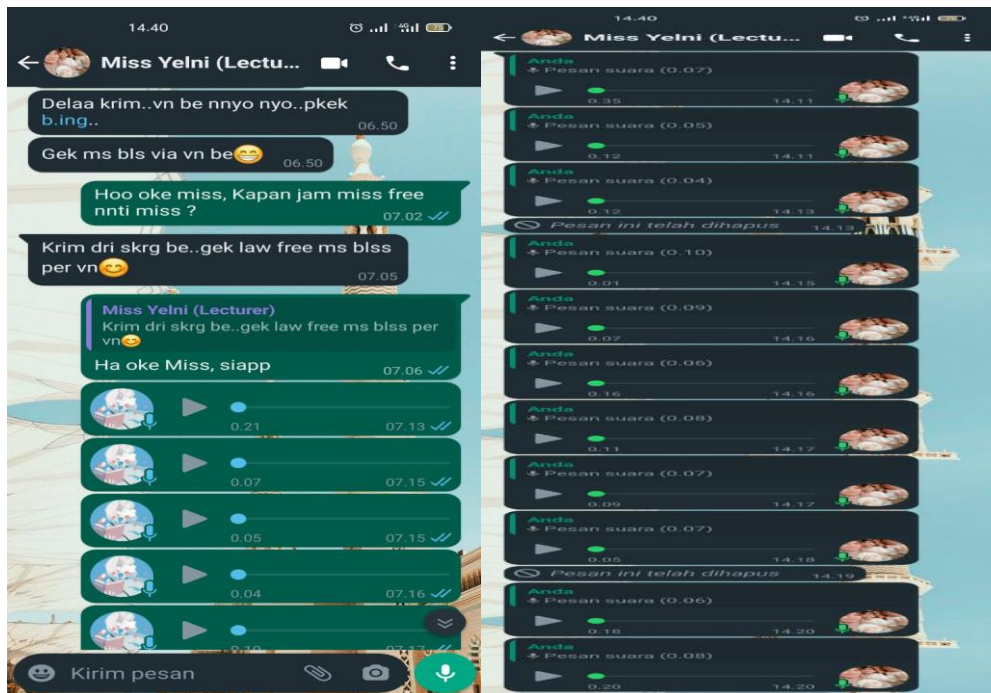 14.40
4G 75
Miss Yelni (Lectu...
Delaa krim..vn be nnyo nyo..pkek
b.ing..
06.50
Gek ms bls via vn be😁
06.50
Hoo oke miss, Kapan jam miss free
nnti miss ?
07.02
Krim dri skrg be..gek law free ms blss
per vn😊
07.05
Miss Yelni (Lecturer)
Krim dri skrg be..gek law free ms blss per
vn😊
Ha oke Miss, siapp
07.06
0.21 07.13
0.07 07.15
0.05 07.15
0.04 07.16
0.10 07.17
Kirim pesan
14.40
Miss Yelni (Lectu...
Anda
Pesan suara (0.07)
0.35 14.11
Anda
Pesan suara (0.05)
0.12 14.11
Anda
Pesan suara (0.04)
0.12 14.13
Pesan ini telah dihapus 14.13
Anda
Pesan suara (0.10)
0.01 14.15
Anda
Pesan suara (0.09)
0.07 14.16
Anda
Pesan suara (0.06)
0.16 14.16
Anda
Pesan suara (0.08)
0.11 14.17
Anda
Pesan suara (0.07)
0.09 14.17
Anda
Pesan suara (0.07)
0.05 14.18
Pesan ini telah dihapus 14.19
Anda
Pesan suara (0.06)
0.18 14.20
Anda
Pesan suara (0.08)
0.20 14.20